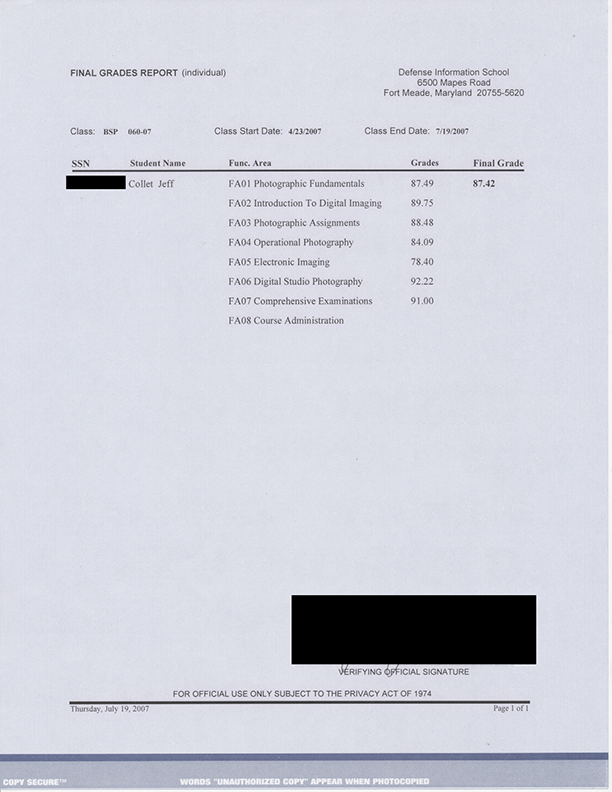 FINAL GRADES REPORT (individual)
Defense Information School
6500 Mapes Road
Fort Meade, Maryland 20755-5620
Class: BSP 060-07 Class Start Date: 4/23/2007 Class End Date: 7/19/2007
SSN Student Name Func. Area Grades Final Grade
Collet Jeff FA01 Photographic Fundamentals 87.49 87.42
FA02 Introduction To Digital Imaging 89.75
FA03 Photographic Assignments 88.48
FA04 Operational Photography 84.09
FA05 Electronic Imaging 78.40
FA06 Digital Studio Photography 92.22
FA07 Comprehensive Examinations 91.00
FA08 Course Administration
VERIFYING OFFICIAL SIGNATURE
FOR OFFICIAL USE ONLY SUBJECT TO THE PRIVACY ACT OF 1974
Thursday, July 19, 2007 Page 1 of 1
COPY SECURE™ WORDS "UNAUTHORIZED COPY" APPEAR WHEN PHOTOCOPIED